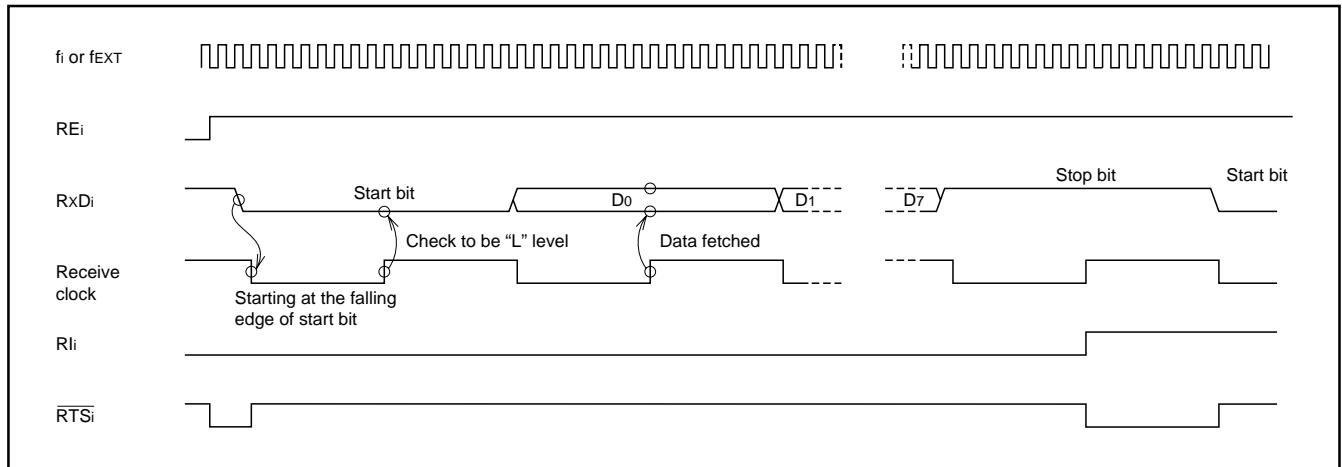 fi or fEXT
REi
RxDi
Start bit
D0
D1
D7
Stop bit
Start bit
Check to be “L” level
Data fetched
Receive
clock
Starting at the falling
edge of start bit
RIi
RTSi